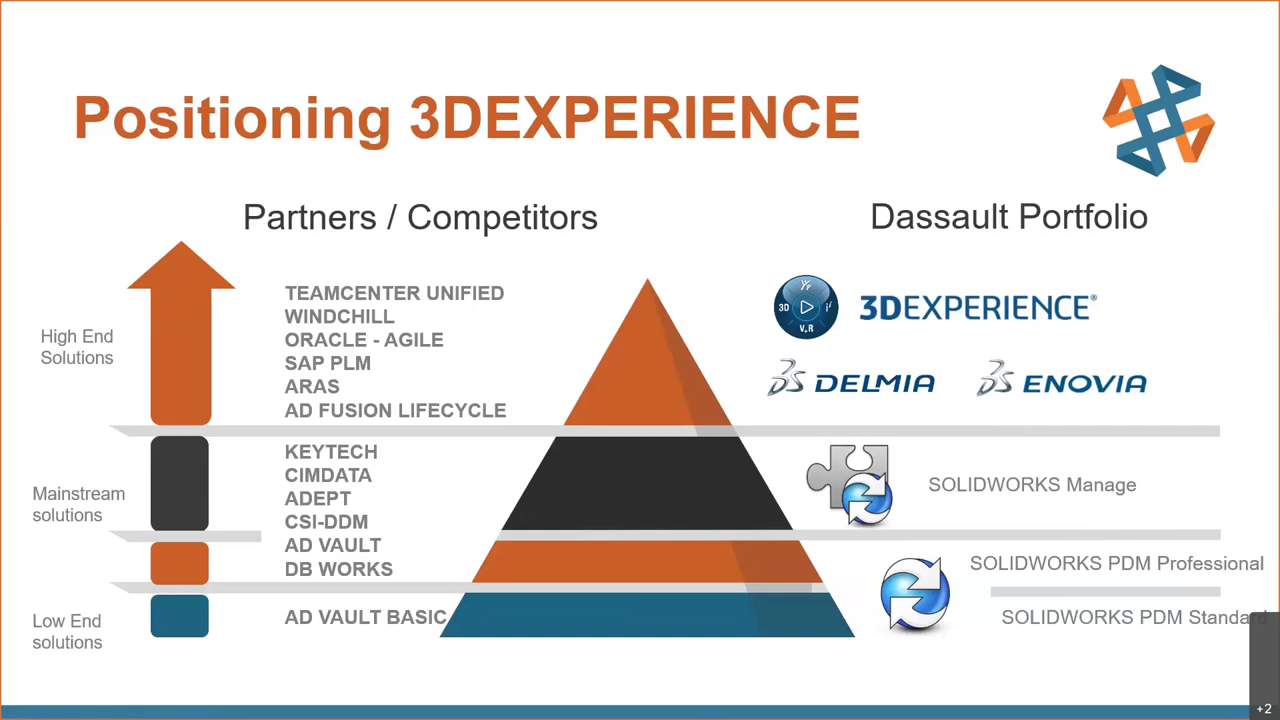 Positioning 3DEXPERIENCE
Partners / Competitors
Dassault Portfolio
High End
Solutions
TEAMCENTER UNIFIED
WINDCHILL
ORACLE - AGILE
SAP PLM
ARAS
AD FUSION LIFECYCLE
3D
V.R
3DEXPERIENCE®
DELMIA
ENOVIA
Mainstream
solutions
KEYTECH
CIMDATA
ADEPT
CSI-DDM
AD VAULT
DB WORKS
SOLIDWORKS Manage
SOLIDWORKS PDM Professional
Low End
solutions
AD VAULT BASIC
SOLIDWORKS PDM Standard
+2